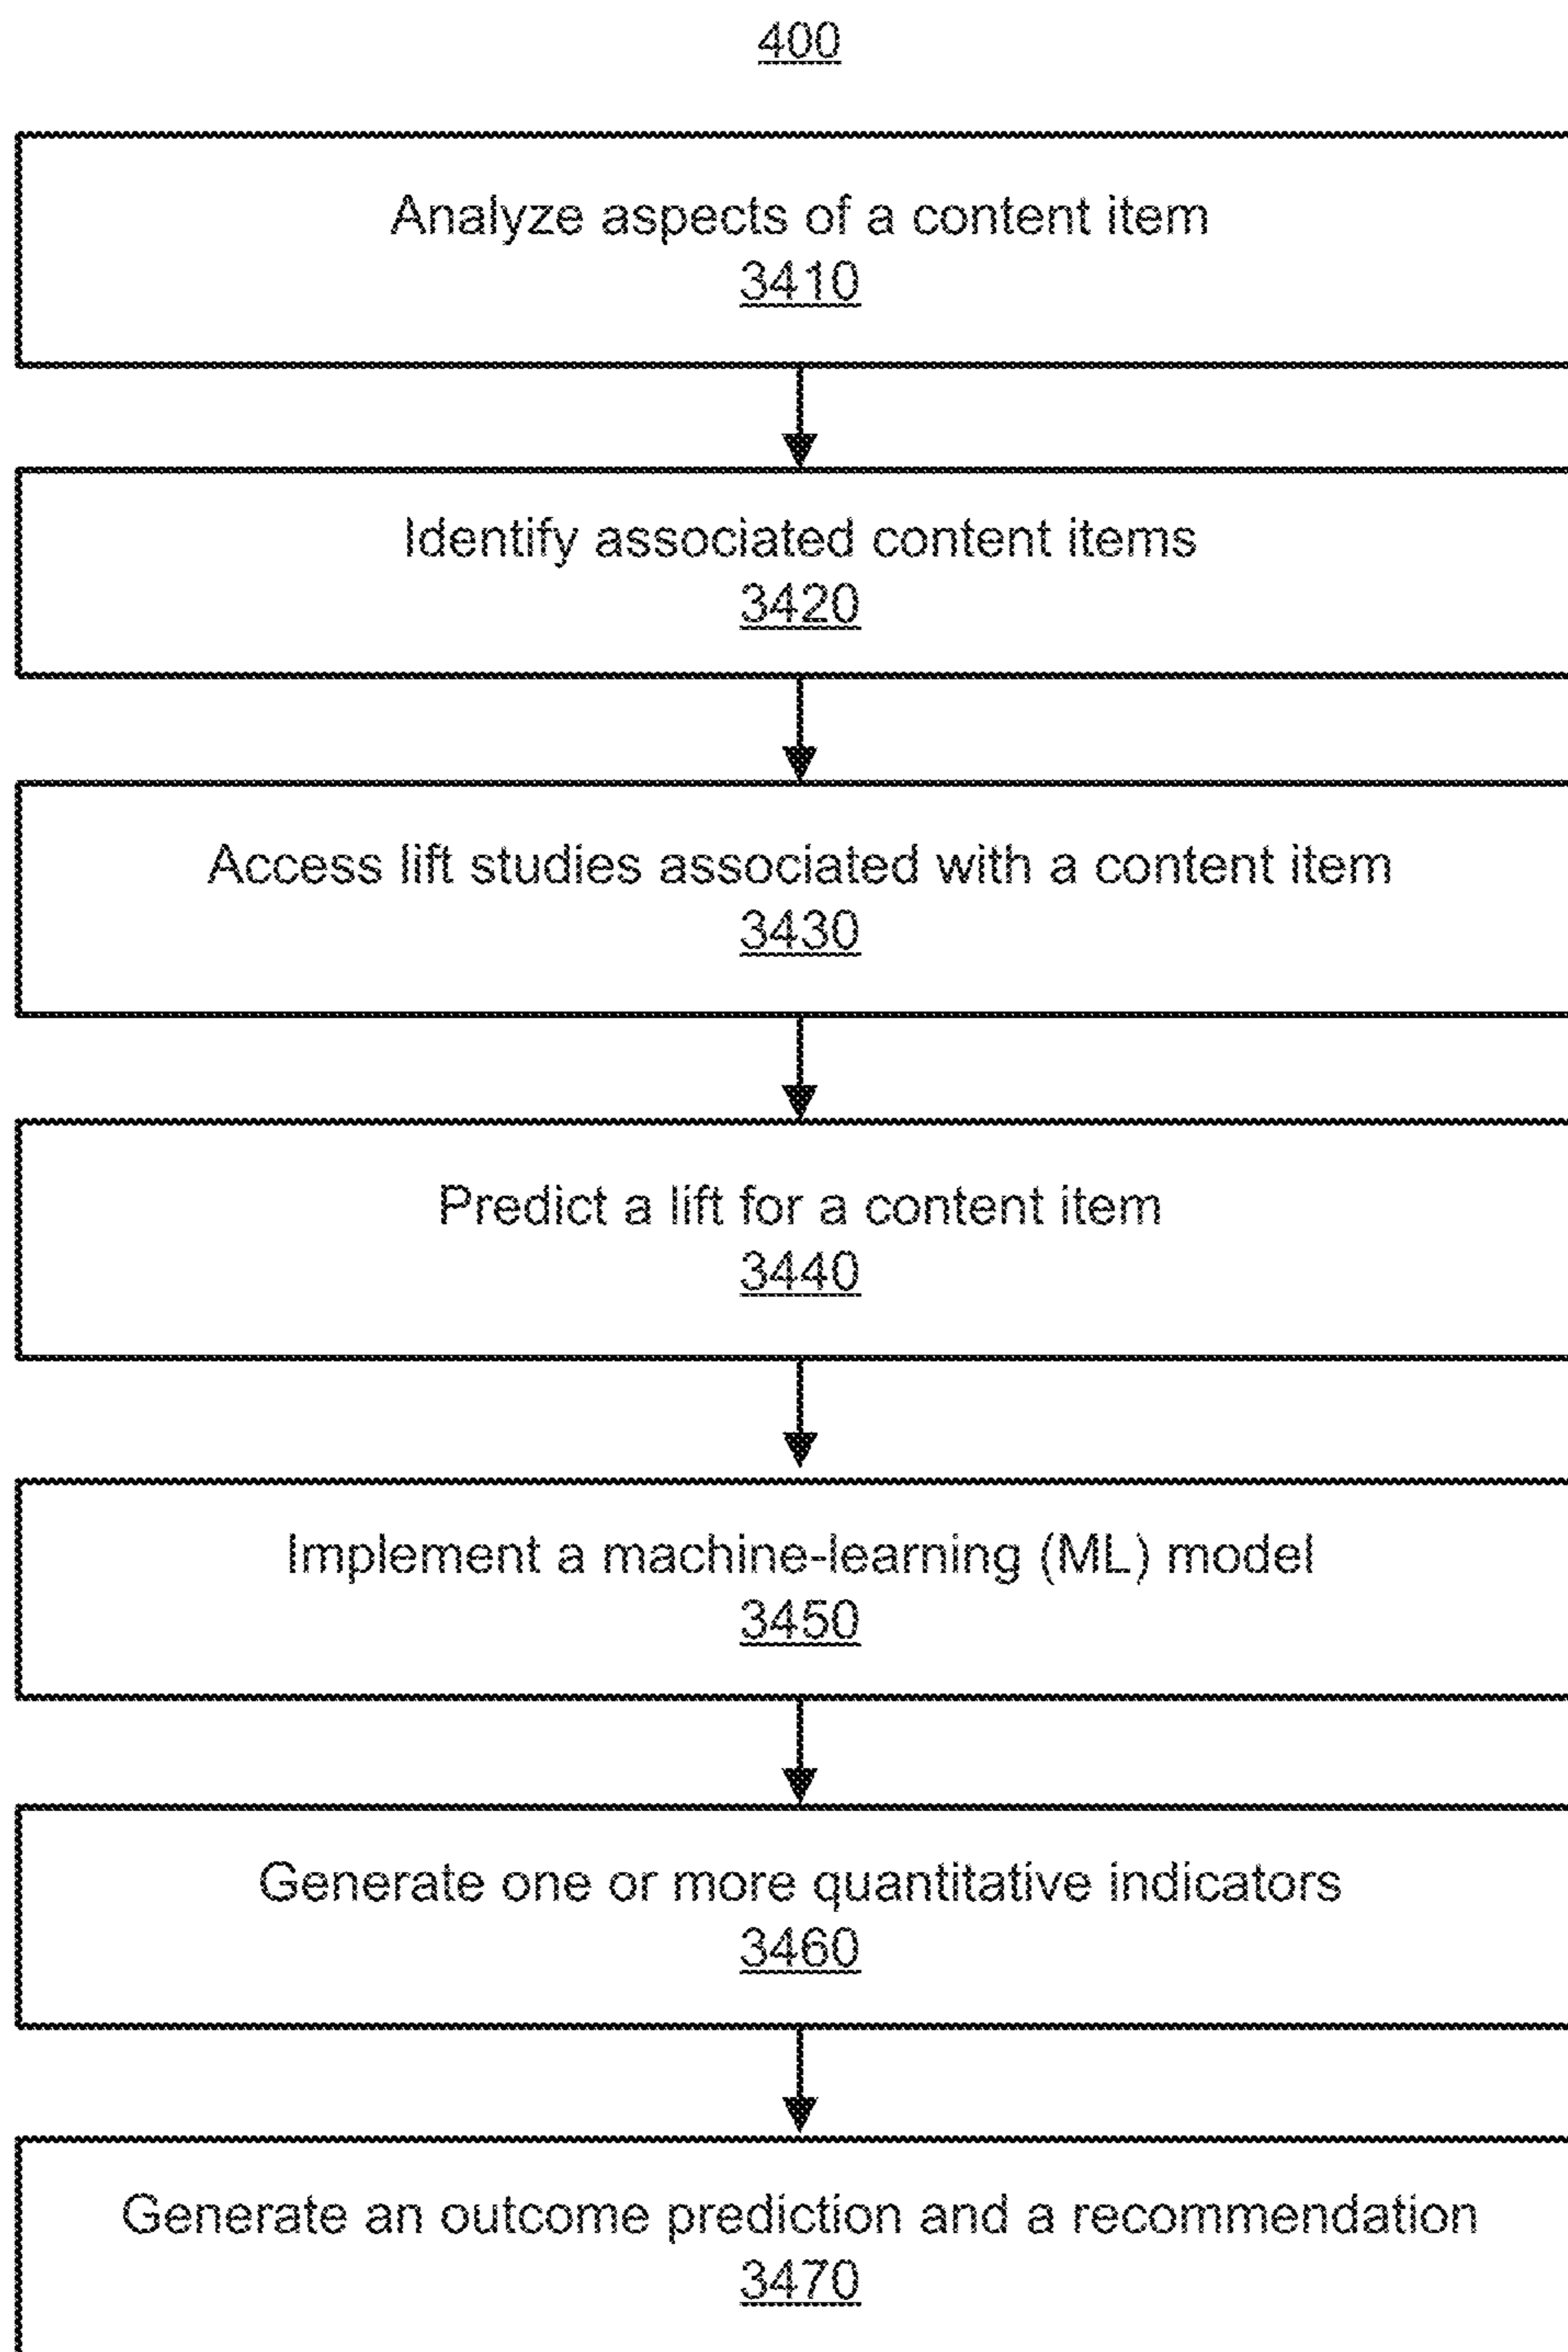 400
Analyze aspects of a content item
3410
Identify associated content items
3420
Access lift studies associated with a content item
3430
Predict a lift for a content item
3440
Implement a machine-learning (ML) model
3450
Generate one or more quantitative indicators
3460
Generate an outcome prediction and a recommendation
3470